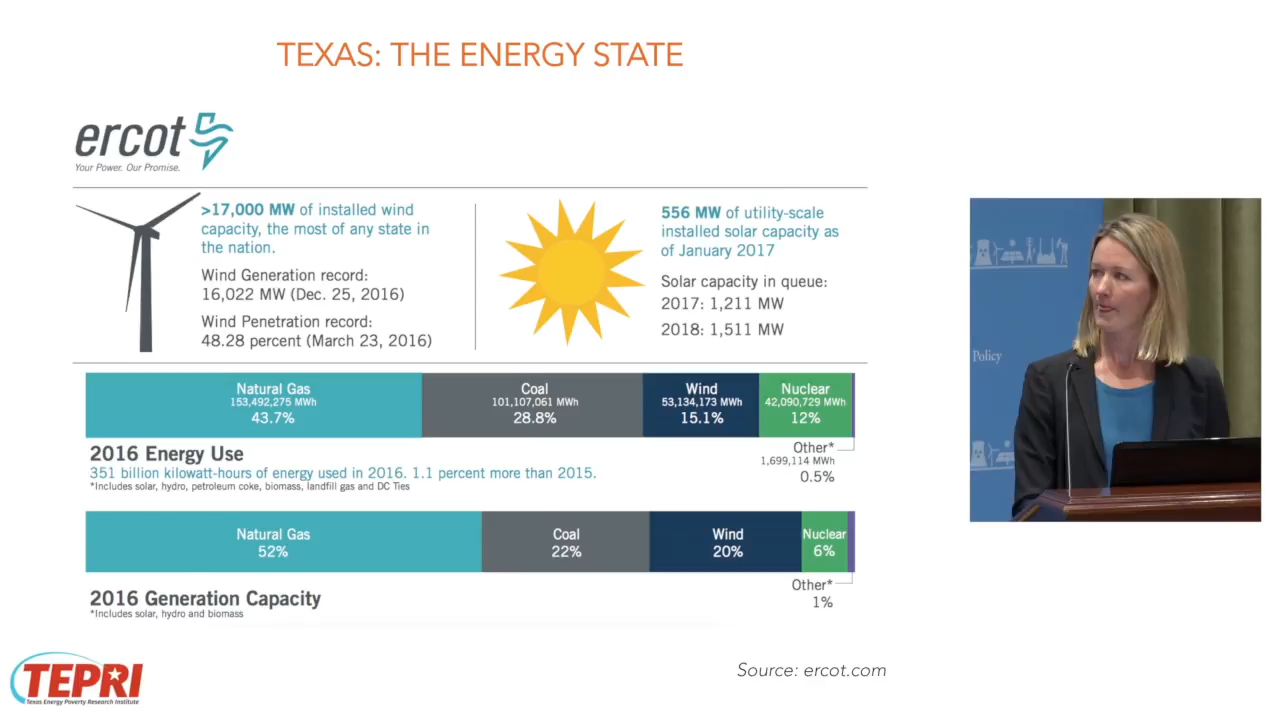 TEXAS: THE ENERGY STATE
ercot
Your Power. Our Promise.
>17,000 MW of installed wind
capacity, the most of any state in
the nation.
Wind Generation record:
16,022 MW (Dec. 25, 2016)
Wind Penetration record:
48.28 percent (March 23, 2016)
556 MW of utility-scale
installed solar capacity as
of January 2017
Solar capacity in queue:
2017: 1,211 MW
2018: 1,511 MW
Natural Gas
153,492,275 MWh
43.7%
Coal
101,107,061 MWh
28.8%
Wind
53,134,173 MWh
15.1%
Nuclear
42,090,729 MWh
12%
Other*
1,699,114 MWh
0.5%
2016 Energy Use
351 billion kilowatt-hours of energy used in 2016. 1.1 percent more than 2015.
*Includes solar, hydro, petroleum coke, biomass, landfill gas and DC Ties
Natural Gas
52%
Coal
22%
Wind
20%
Nuclear
6%
Other*
1%
2016 Generation Capacity
*Includes solar, hydro and biomass
Policy
TEPRI
Texas Energy Poverty Research Institute
Source: ercot.com